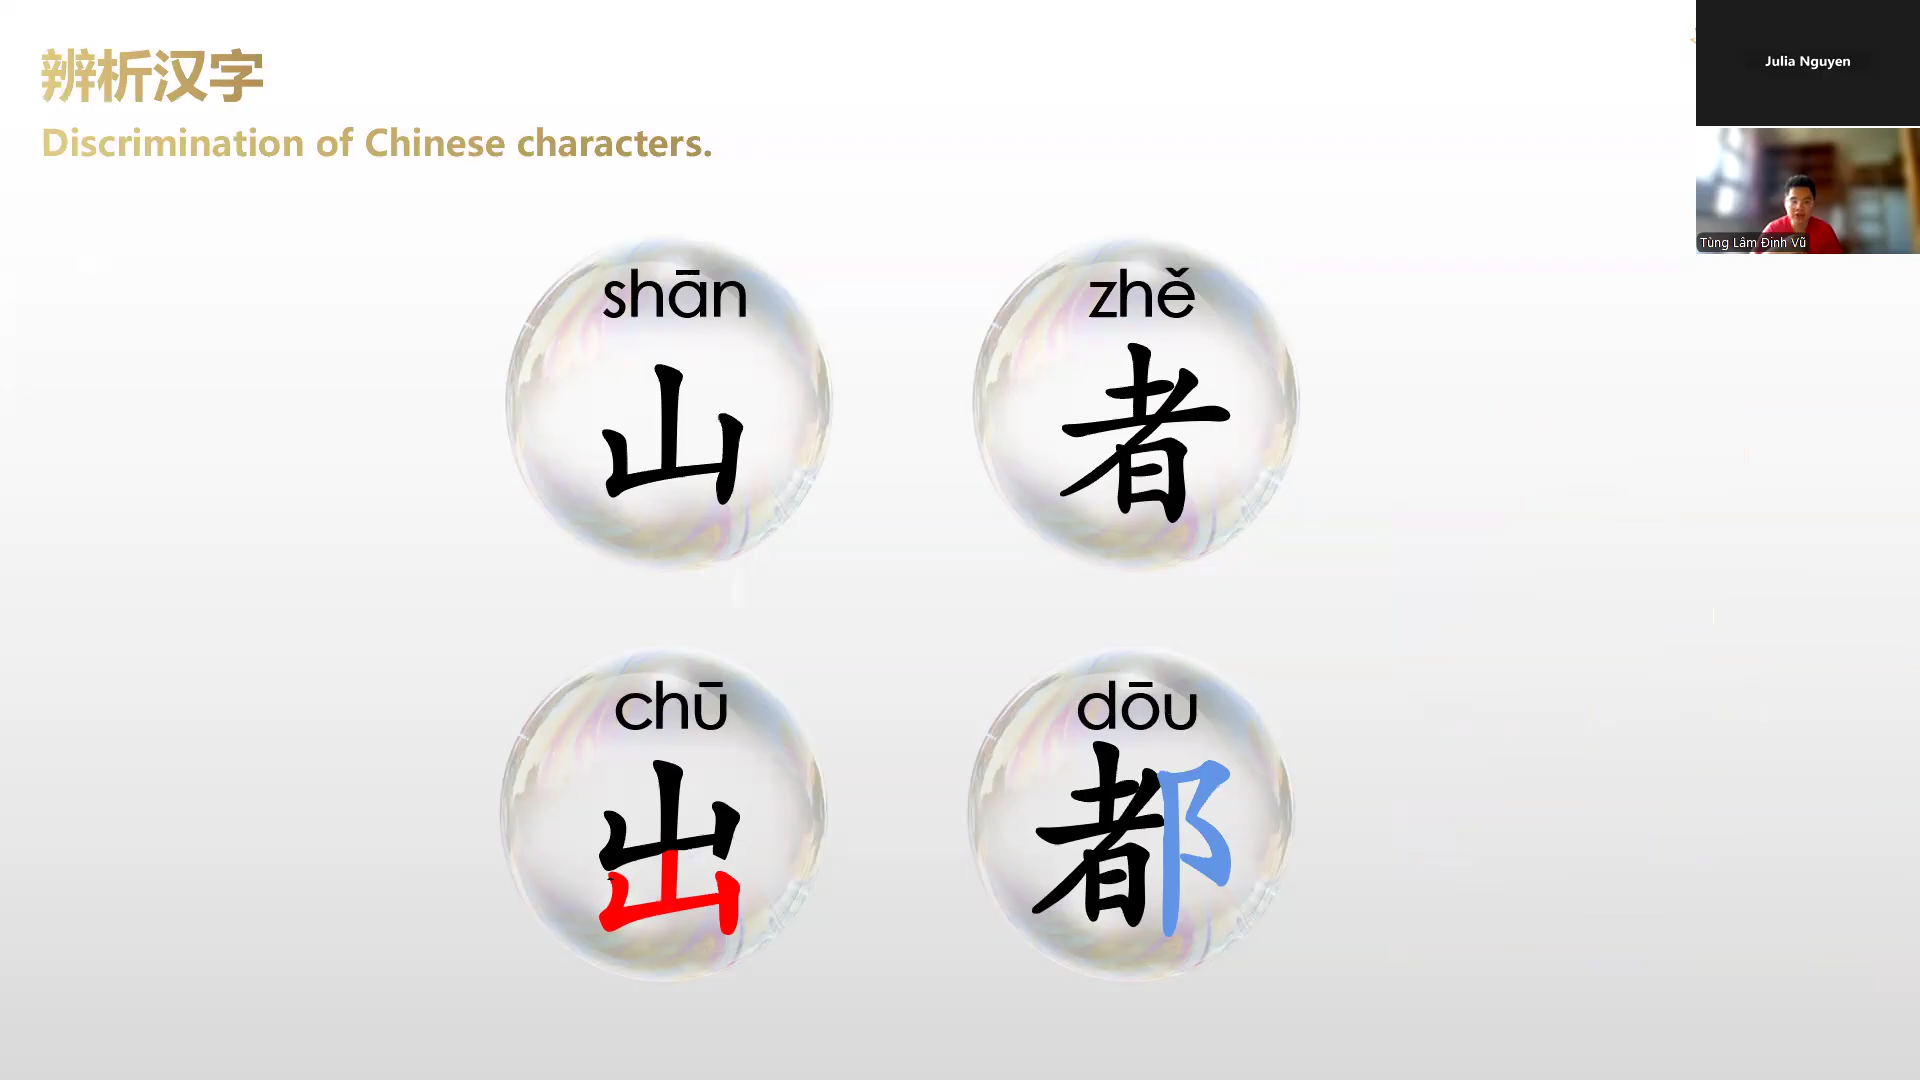 辨析汉字
Discrimination of Chinese characters.
Julia Nguyen
Tùng Lâm Đinh Vũ
shān
山
zhě
者
chū
出
dōu
都